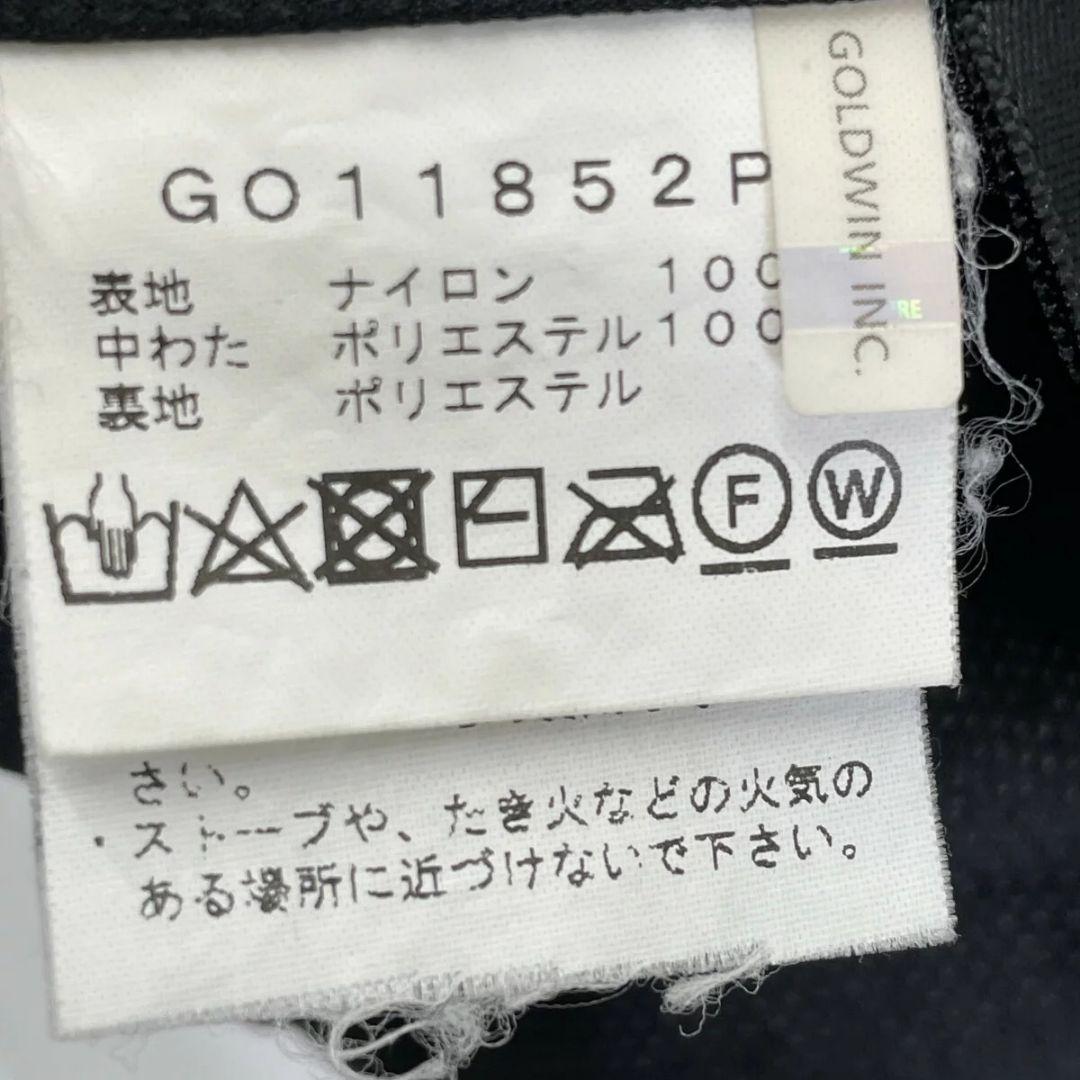 GO11852P
GOLDWIN INC.
RE
表地 ナイロン 100
中わた ポリエステル100
裏地 ポリエステル
F
W
さい。
・ストーブや、たき火などの火気の
ある場所に近づけないで下さい。